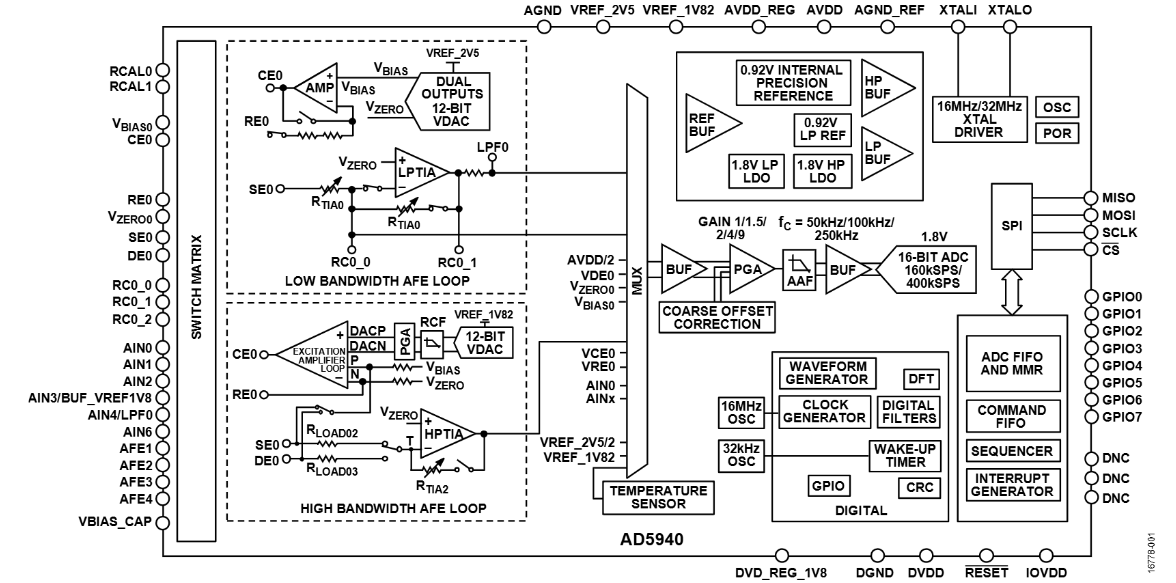 AGND VREF_2V5 VREF_1V82 AVDD_REG AVDD AGND_REF XTALI XTALO
RCAL0
RCAL1
VBIAS0
CE0
RE0
VZERO0
SE0
DE0
RC0_0
RC0_1
RC0_2
AIN0
AIN1
AIN2
AIN3/BUF_VREF1V8
AIN4/LPF0
AIN6
AFE1
AFE2
AFE3
AFE4
VBIAS_CAP
SWITCH MATRIX
VREF_2V5
CE0
AMP
+
−
VBIAS
VBIAS
VZERO
DUAL
OUTPUTS
12-BIT
VDAC
RE0
LPF0
VZERO
+
LPTIA
−
SE0
RTIA0
RTIA0
RC0_0
RC0_1
LOW BANDWIDTH AFE LOOP
VREF_1V82
RCF
CE0
EXCITATION
AMPLIFIER
LOOP
+
−
DACP
DACN
P
N
PGA
12-BIT
VDAC
VBIAS
VZERO
RE0
VZERO
+
HPTIA
−
T
SE0
DE0
RLOAD02
RLOAD03
RTIA2
HIGH BANDWIDTH AFE LOOP
MUX
AVDD/2
VDE0
VZERO0
VBIAS0
VCE0
VRE0
AIN0
AINx
VREF_2V5/2
VREF_1V82
TEMPERATURE
SENSOR
REF
BUF
0.92V INTERNAL
PRECISION
REFERENCE
HP
BUF
0.92V
LP REF
LP
BUF
1.8V LP
LDO
1.8V HP
LDO
16MHz/32MHz
XTAL
DRIVER
OSC
POR
GAIN 1/1.5/
2/4/9
fC = 50kHz/100kHz/
250kHz
BUF
PGA
AAF
BUF
1.8V
16-BIT ADC
160kSPS/
400kSPS
COARSE OFFSET
CORRECTION
SPI
MISO
MOSI
SCLK
CS
GPIO0
GPIO1
GPIO2
GPIO3
GPIO4
GPIO5
GPIO6
GPIO7
DNC
DNC
DNC
WAVEFORM
GENERATOR
DFT
16MHz
OSC
CLOCK
GENERATOR
DIGITAL
FILTERS
32kHz
OSC
WAKE-UP
TIMER
GPIO
CRC
DIGITAL
ADC FIFO
AND MMR
COMMAND
FIFO
SEQUENCER
INTERRUPT
GENERATOR
AD5940
DVD_REG_1V8 DGND DVDD RESET IOVDD
16778-001